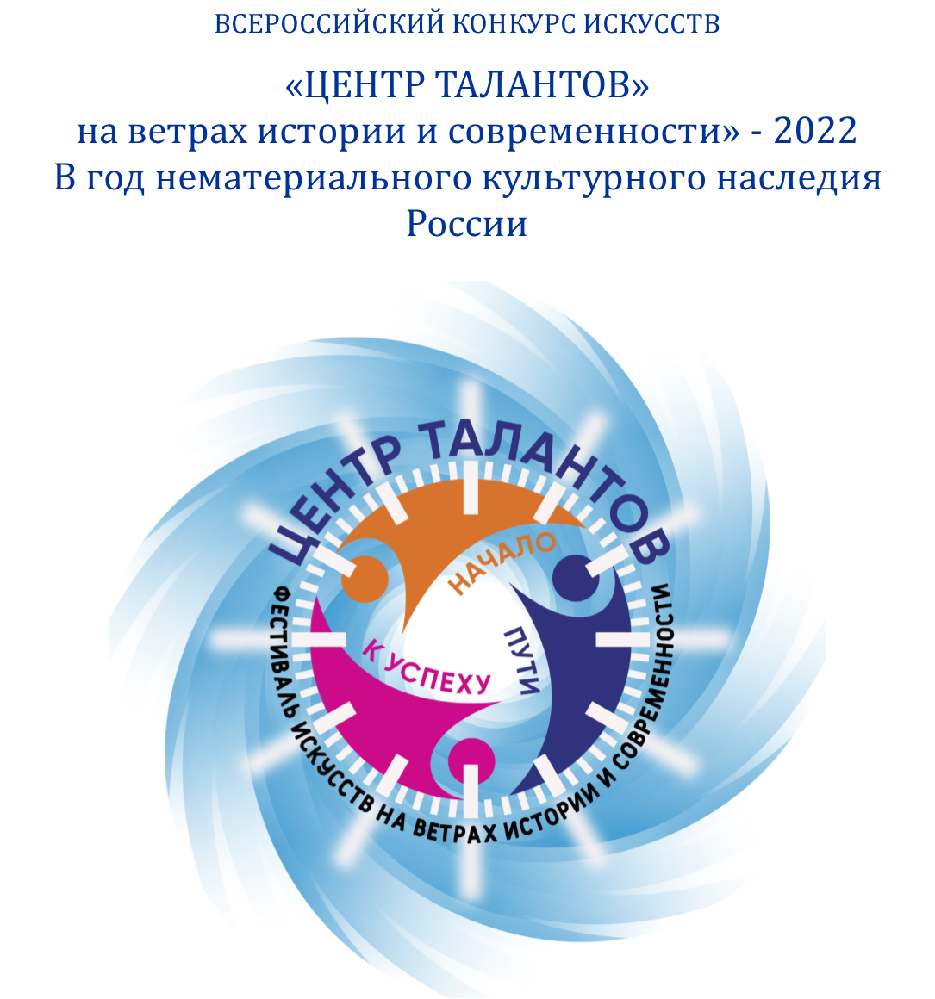 ВСЕРОССИЙСКИЙ КОНКУРС ИСКУССТВ
«ЦЕНТР ТАЛАНТОВ»
на ветрах истории и современности» - 2022
В год нематериального культурного наследия
России
ЦЕНТР ТАЛАНТОВ
НАЧАЛО
ПУТИ
К УСПЕХУ
ФЕСТИВАЛЬ ИСКУССТВ НА ВЕТРАХ ИСТОРИИ И СОВРЕМЕННОСТИ